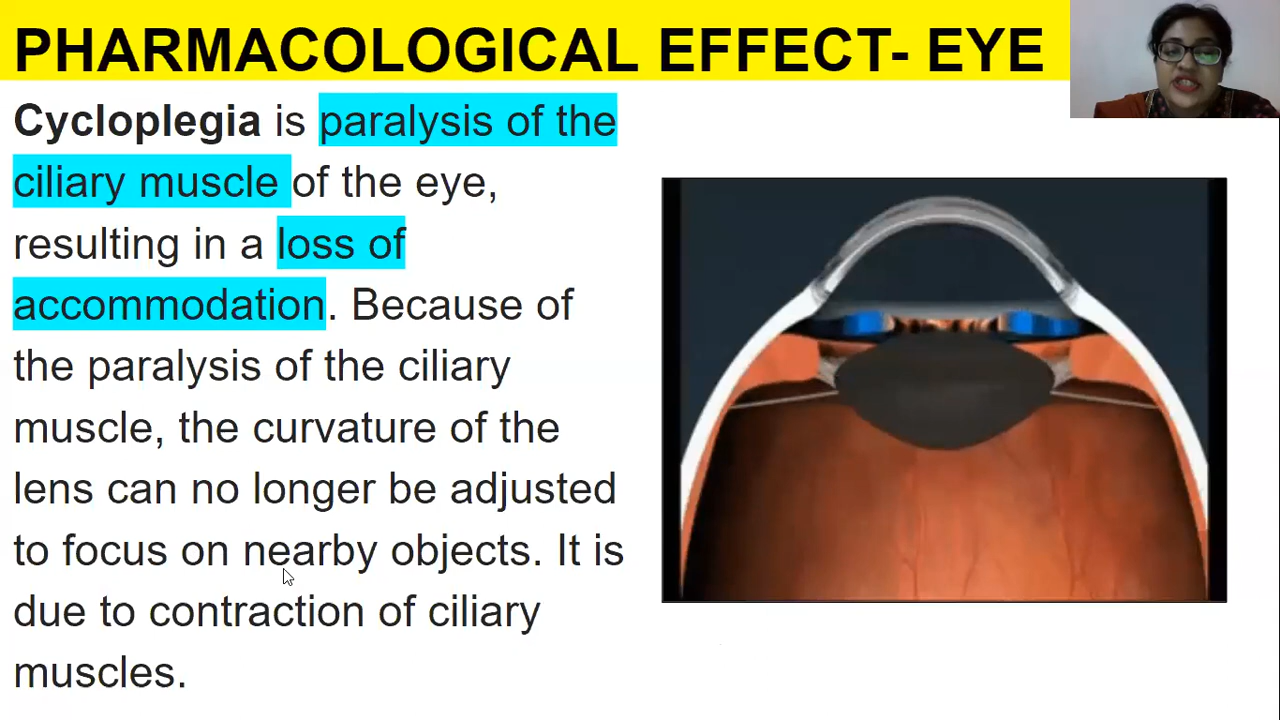 PHARMACOLOGICAL EFFECT- EYE
Cycloplegia is paralysis of the
ciliary muscle of the eye,
resulting in a loss of
accommodation. Because of
the paralysis of the ciliary
muscle, the curvature of the
lens can no longer be adjusted
to focus on nearby objects. It is
due to contraction of ciliary
muscles.